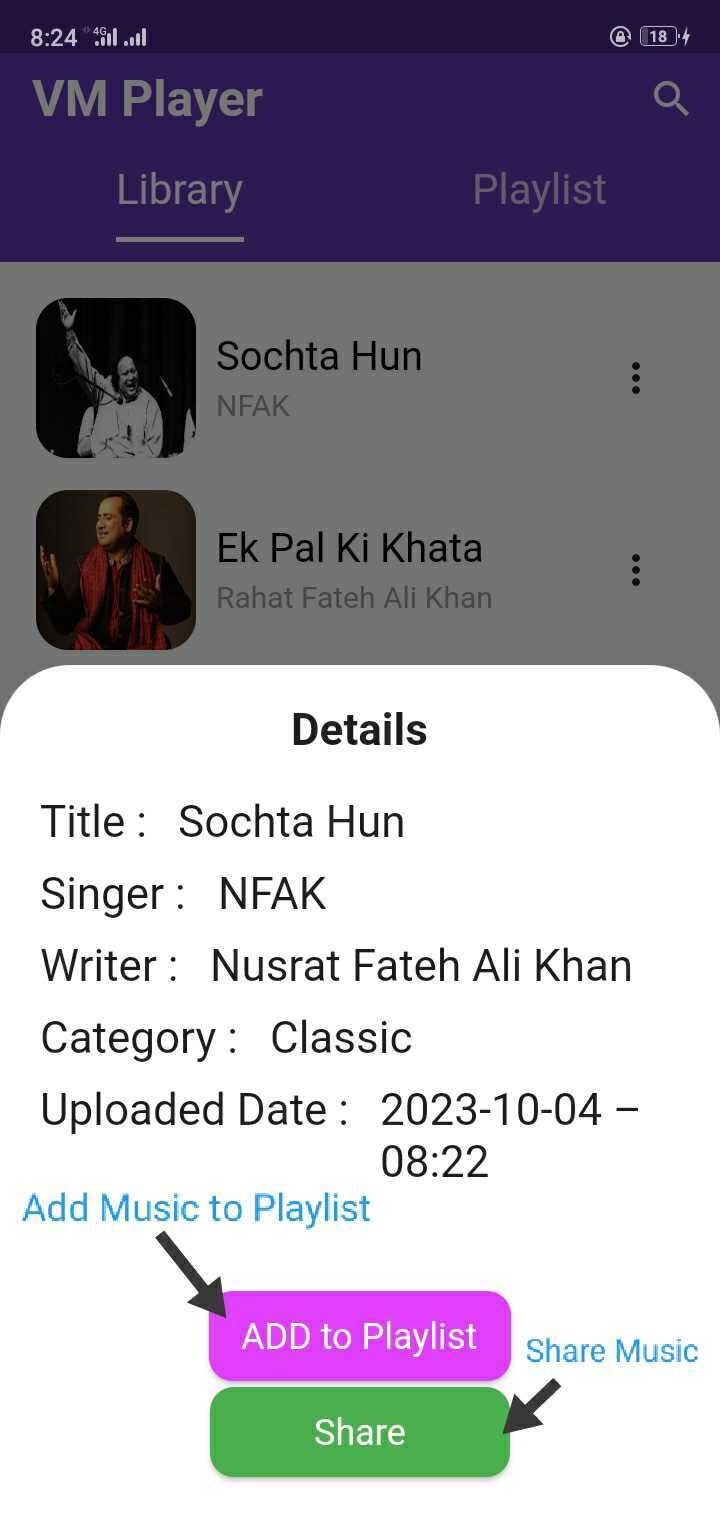 8:24 4G 18
VM Player
Library Playlist
Sochta Hun
NFAK
Ek Pal Ki Khata
Rahat Fateh Ali Khan
Details
Title : Sochta Hun
Singer : NFAK
Writer : Nusrat Fateh Ali Khan
Category : Classic
Uploaded Date : 2023-10-04 –
08:22
Add Music to Playlist
ADD to Playlist
Share Music
Share